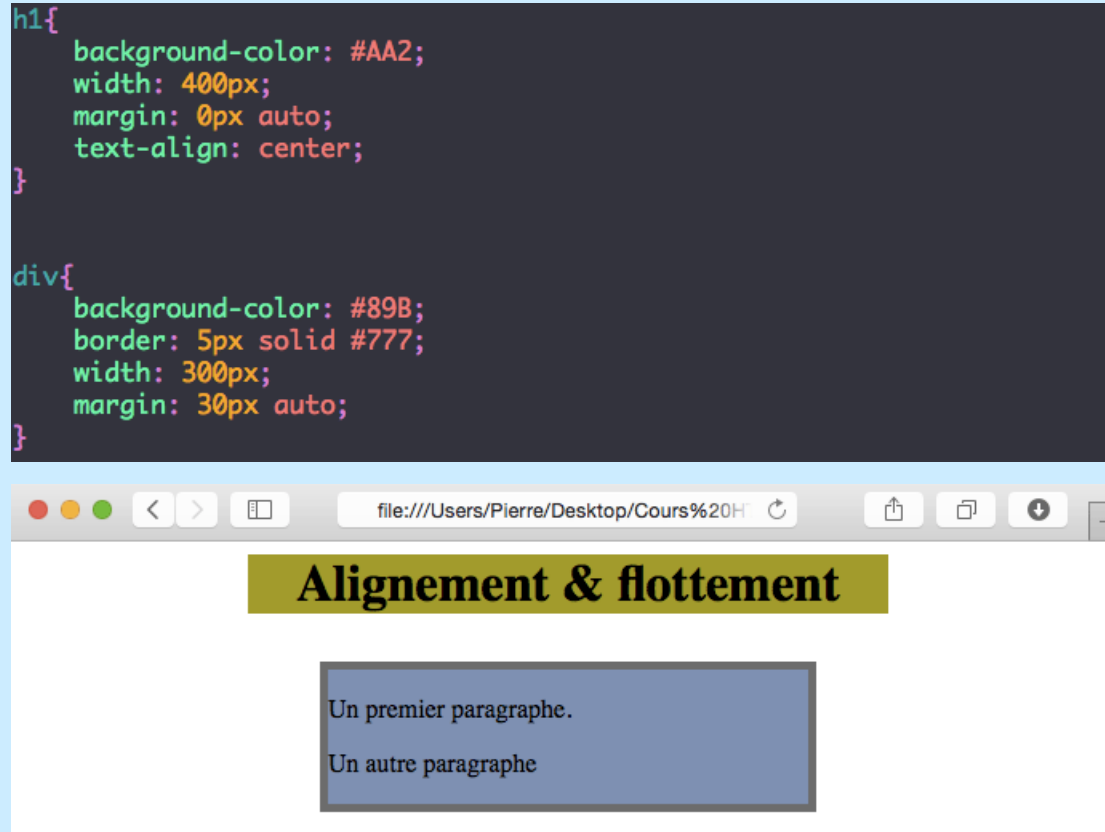 h1{
    background-color: #AA2;
    width: 400px;
    margin: 0px auto;
    text-align: center;
}
div{
    background-color: #89B;
    border: 5px solid #777;
    width: 300px;
    margin: 30px auto;
}
file:///Users/Pierre/Desktop/Cours%20H
Alignement & flottement
Un premier paragraphe.
Un autre paragraphe